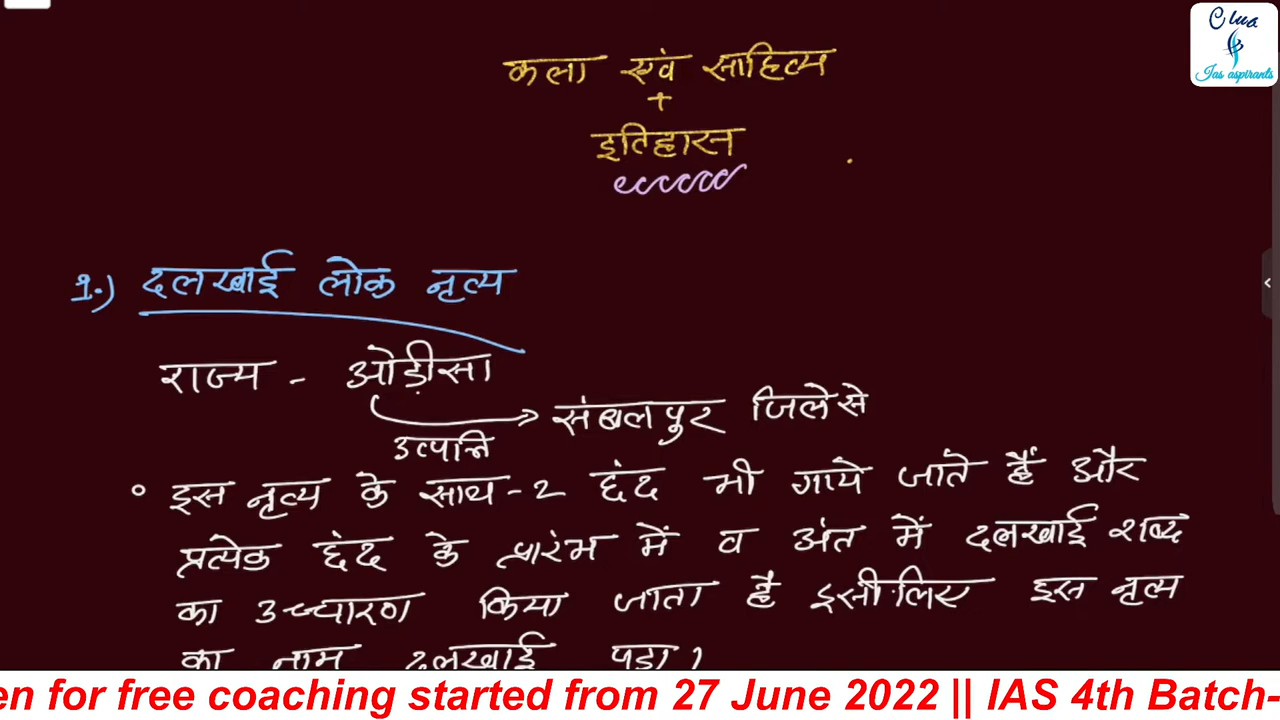 Clua
Ias aspirants
कला एवं साहित्य
+
इतिहास
1.) दलखाई लोक नृत्य
राज्य - ओड़ीसा
उत्पत्ति
संबलपुर जिले से
इस नृत्य के साथ-2 छंद भी गाये जाते हैं और
प्रत्येक छंद के प्रारंभ में व अंत में दलखाई शब्द
का उच्चारण किया जाता है इसीलिए इस नृत्य
का नाम दलखाई पड़ा।
en for free coaching started from 27 June 2022 || IAS 4th Batch-